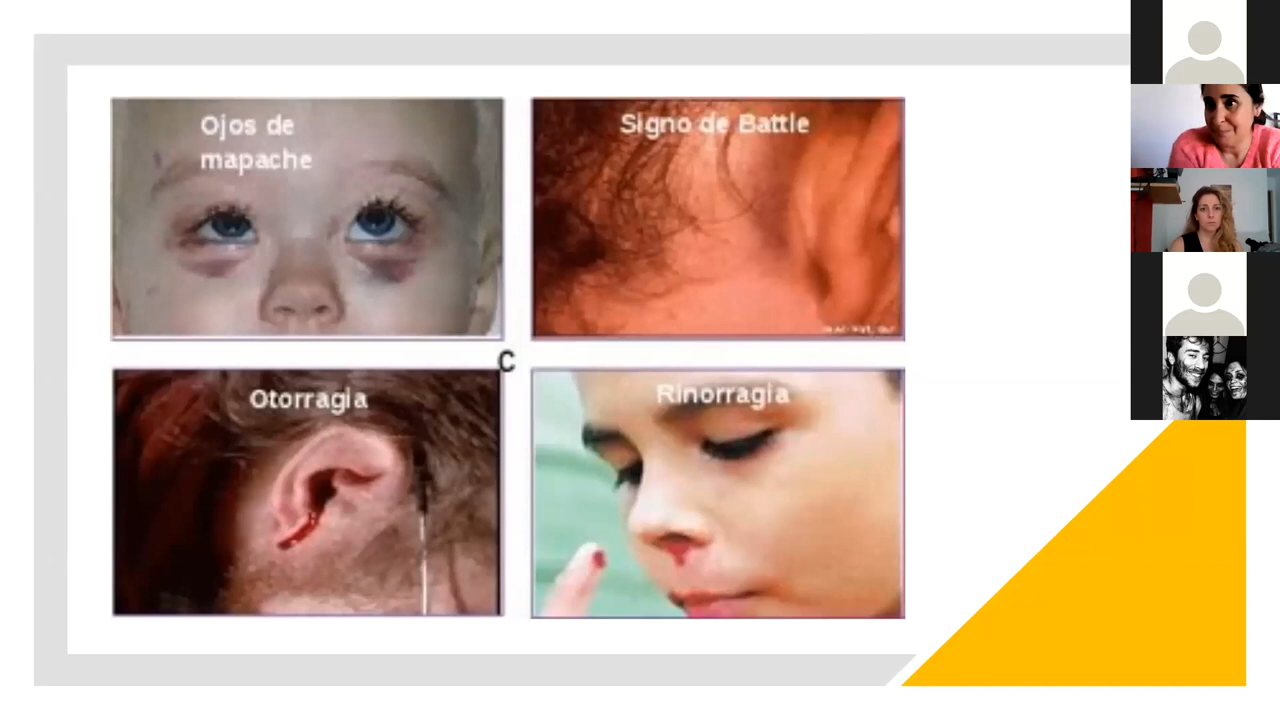 Ojos de
mapache
Signo de Battle
C
Otorragia
Rinorragia